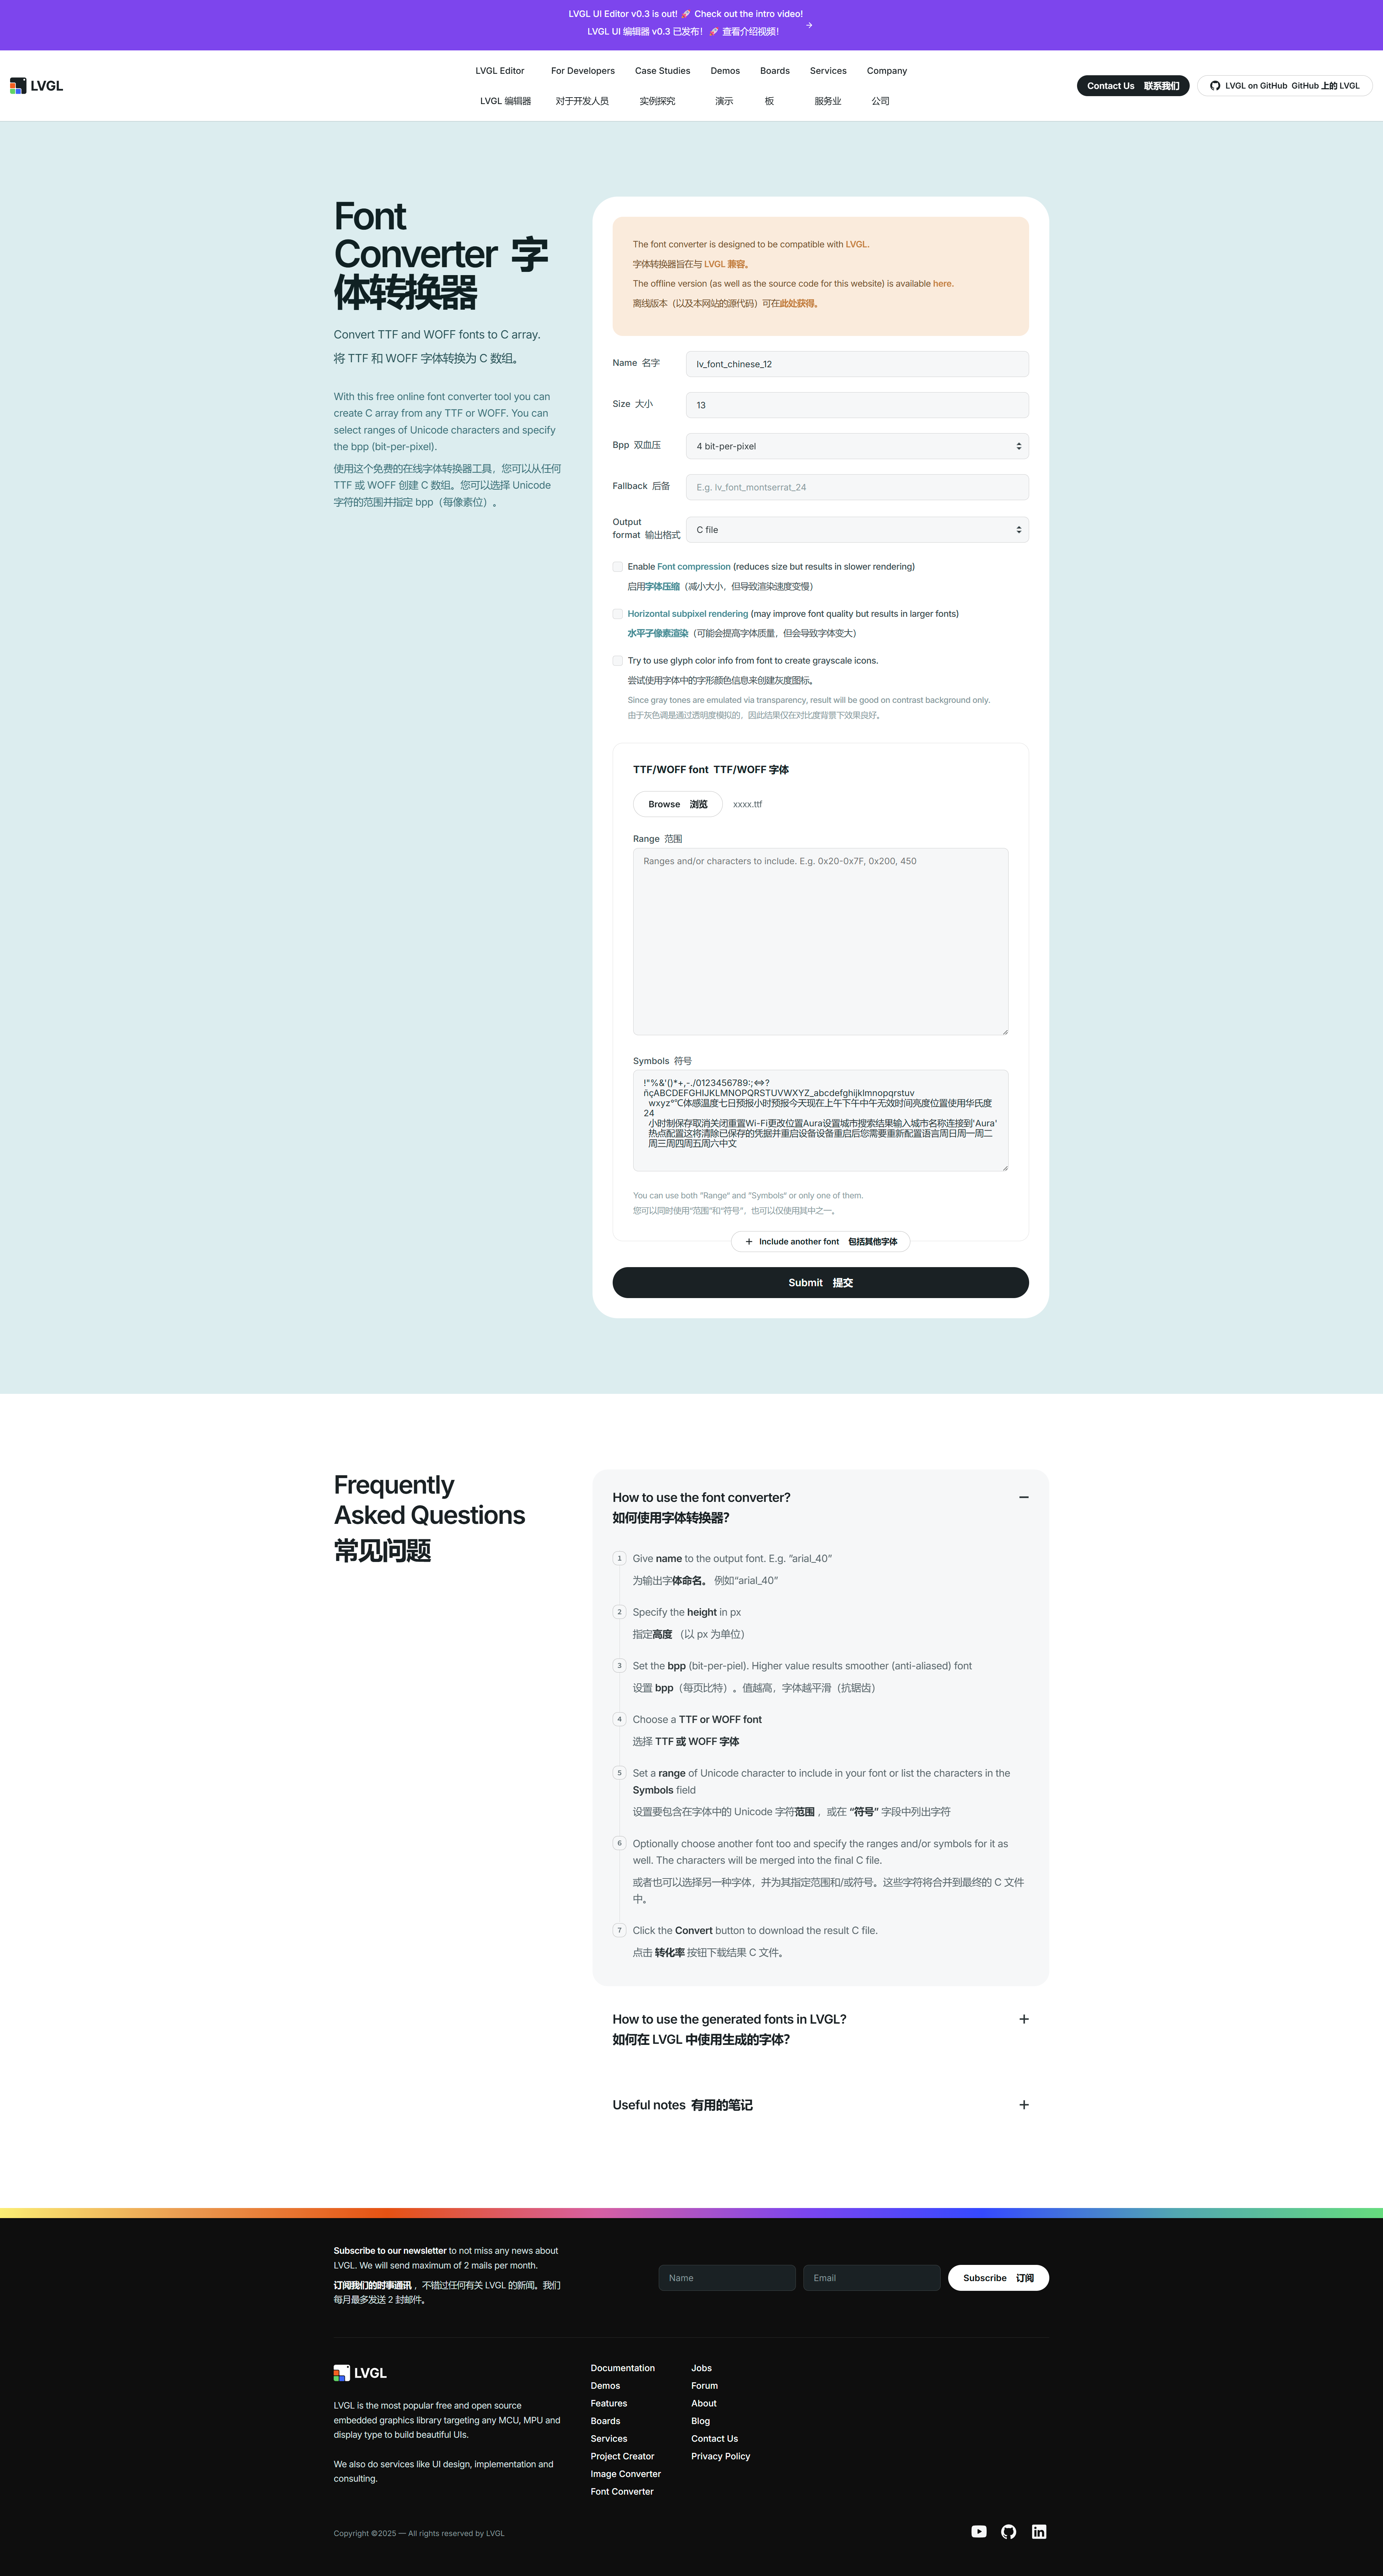 LVGL UI Editor v0.3 is out! 🚀 Check out the intro video!
LVGL UI 编辑器 v0.3 已发布！🚀 查看介绍视频！
→
LVGL
LVGL Editor For Developers Case Studies Demos Boards Services Company
LVGL 编辑器 对于开发人员 实例探究 演示 板 服务业 公司
Contact Us 联系我们
LVGL on GitHub GitHub 上的 LVGL
Font
Converter 字
体转换器
Convert TTF and WOFF fonts to C array.
将 TTF 和 WOFF 字体转换为 C 数组。
With this free online font converter tool you can
create C array from any TTF or WOFF. You can
select ranges of Unicode characters and specify
the bpp (bit-per-pixel).
使用这个免费的在线字体转换器工具，您可以从任何
TTF 或 WOFF 创建 C 数组。您可以选择 Unicode
字符的范围并指定 bpp（每像素位）。
The font converter is designed to be compatible with LVGL.
字体转换器旨在与 LVGL 兼容。
The offline version (as well as the source code for this website) is available here.
离线版本（以及本网站的源代码）可在此处获得。
Name 名字
lv_font_chinese_12
Size 大小
13
Bpp 双血压
4 bit-per-pixel
Fallback 后备
E.g. lv_font_montserrat_24
Output
format 输出格式
C file
Enable Font compression (reduces size but results in slower rendering)
启用字体压缩（减小大小，但导致渲染速度变慢）
Horizontal subpixel rendering (may improve font quality but results in larger fonts)
水平子像素渲染（可能会提高字体质量，但会导致字体变大）
Try to use glyph color info from font to create grayscale icons.
尝试使用字体中的字形颜色信息来创建灰度图标。
Since gray tones are emulated via transparency, result will be good on contrast background only.
由于灰色调是通过透明度模拟的，因此结果仅在对比度背景下效果良好。
TTF/WOFF font TTF/WOFF 字体
Browse 浏览
xxxx.ttf
Range 范围
Ranges and/or characters to include. E.g. 0x20-0x7F, 0x200, 450
Symbols 符号
!"%&'()*+,-./0123456789:;<=>?
ñçABCDEFGHIJKLMNOPQRSTUVWXYZ_abcdefghijklmnopqrstuv
wxyz°℃体感温度七日预报小时预报今天现在上午下午中午无效时间亮度位置使用华氏度
24
小时制保存取消关闭重置Wi-Fi更改位置Aura设置城市搜索结果输入城市名称连接到'Aura'
热点配置这将清除已保存的凭据并重启设备设备重启后您需要重新配置语言周日周一周二
周三周四周五周六中文
You can use both "Range" and "Symbols" or only one of them.
您可以同时使用“范围”和“符号”，也可以仅使用其中之一。
+ Include another font 包括其他字体
Submit 提交
Frequently
Asked Questions
常见问题
How to use the font converter?
如何使用字体转换器？
1 Give name to the output font. E.g. "arial_40"
为输出字体命名。 例如“arial_40”
2 Specify the height in px
指定高度 （以 px 为单位）
3 Set the bpp (bit-per-piel). Higher value results smoother (anti-aliased) font
设置 bpp（每页比特）。值越高，字体越平滑（抗锯齿）
4 Choose a TTF or WOFF font
选择 TTF 或 WOFF 字体
5 Set a range of Unicode character to include in your font or list the characters in the
Symbols field
设置要包含在字体中的 Unicode 字符范围 ，或在 “符号” 字段中列出字符
6 Optionally choose another font too and specify the ranges and/or symbols for it as
well. The characters will be merged into the final C file.
或者也可以选择另一种字体，并为其指定范围和/或符号。这些字符将合并到最终的 C 文件
中。
7 Click the Convert button to download the result C file.
点击 转化率 按钮下载结果 C 文件。
How to use the generated fonts in LVGL?
如何在 LVGL 中使用生成的字体？
Useful notes 有用的笔记
Subscribe to our newsletter to not miss any news about
LVGL. We will send maximum of 2 mails per month.
订阅我们的时事通讯 ，不错过任何有关 LVGL 的新闻。我们
每月最多发送 2 封邮件。
Name
Email
Subscribe 订阅
LVGL
LVGL is the most popular free and open source
embedded graphics library targeting any MCU, MPU and
display type to build beautiful UIs.
We also do services like UI design, implementation and
consulting.
Documentation
Demos
Features
Boards
Services
Project Creator
Image Converter
Font Converter
Jobs
Forum
About
Blog
Contact Us
Privacy Policy
Copyright ©2025 — All rights reserved by LVGL